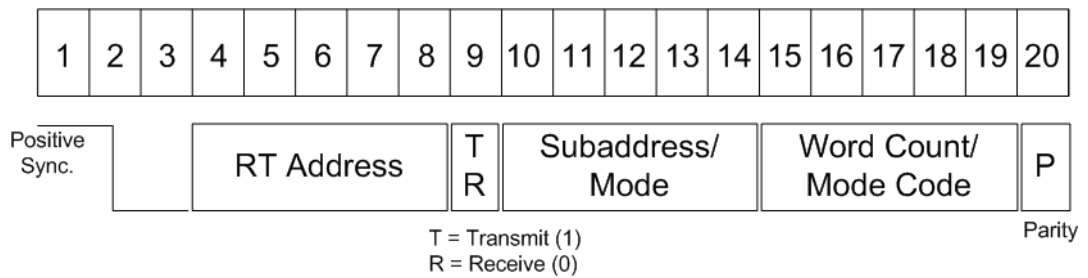 1 2 3 4 5 6 7 8 9 10 11 12 13 14 15 16 17 18 19 20
Positive
Sync.
RT Address
T
R
Subaddress/
Mode
Word Count/
Mode Code
P
T = Transmit (1)
R = Receive (0)
Parity